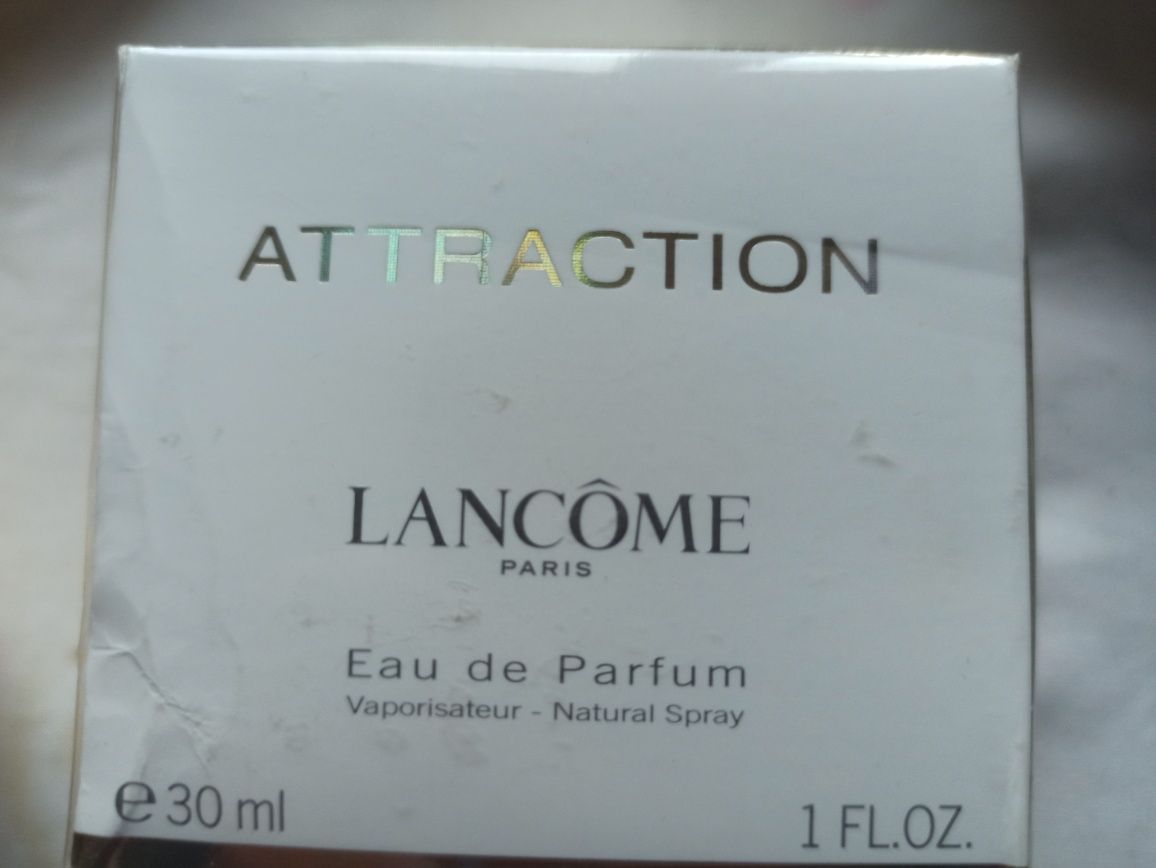 ATTRACTION
LANCÔME
PARIS
Eau de Parfum
Vaporisateur - Natural Spray
℮ 30 ml
1 FL.OZ.